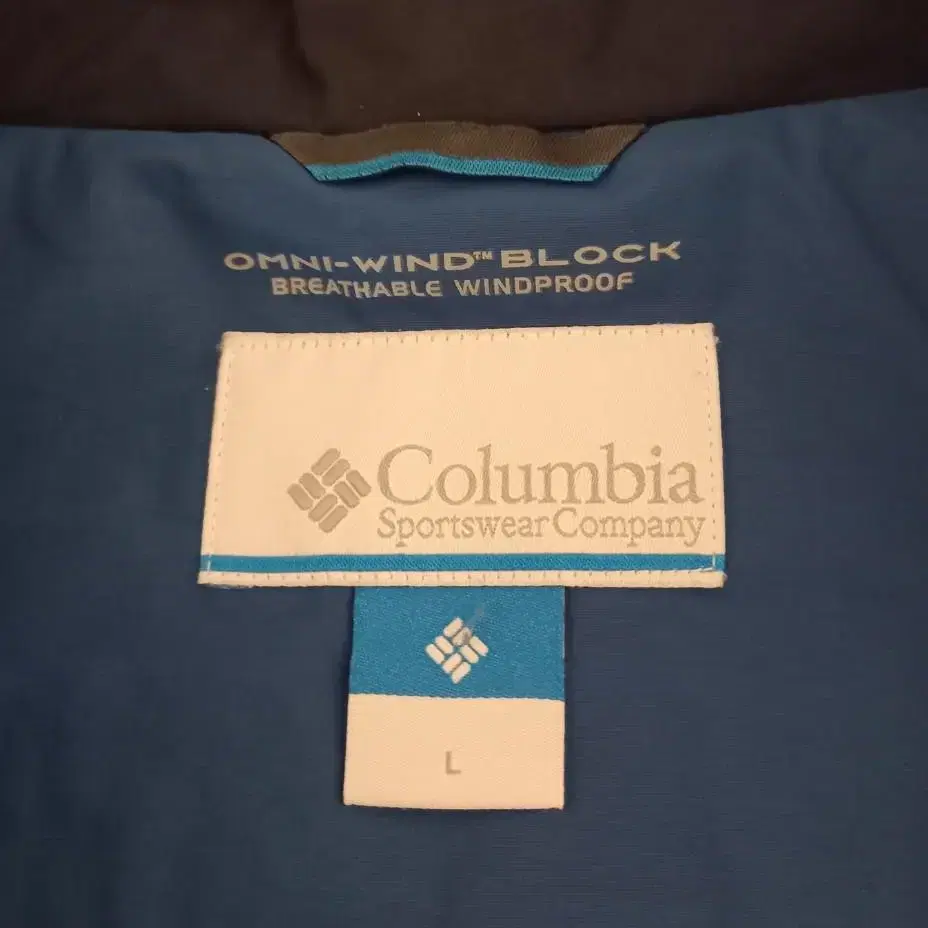 OMNI-WIND™ BLOCK
BREATHABLE WINDPROOF
Columbia
Sportswear Company
L